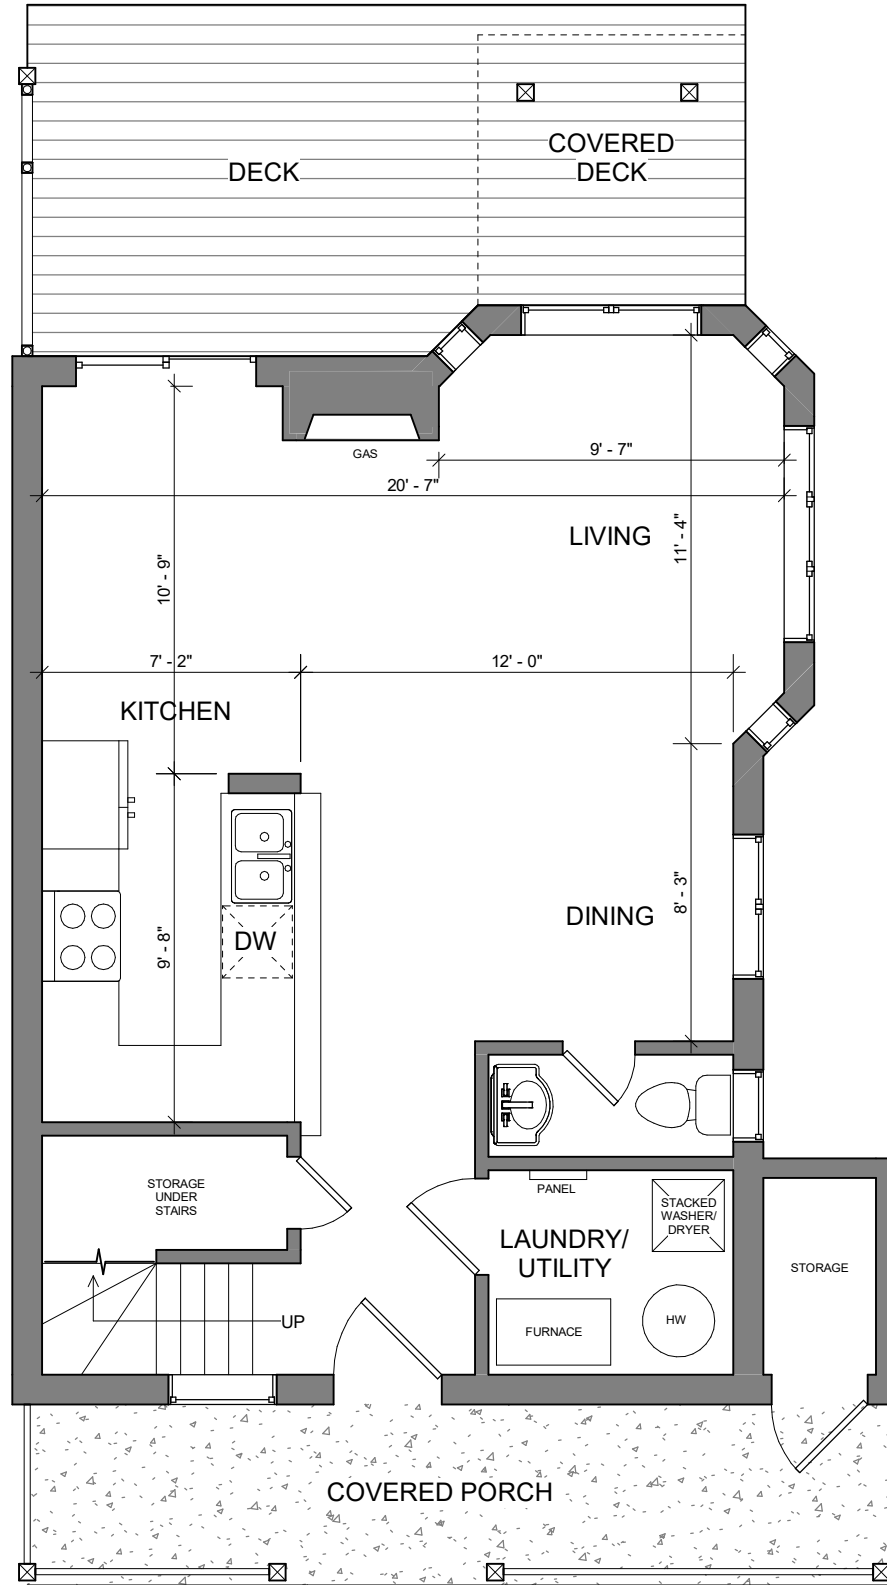 COVERED
DECK
DECK
GAS
9' - 7"
20' - 7"
LIVING
11' - 4"
10' - 9"
7' - 2"
12' - 0"
KITCHEN
DINING
8' - 3"
DW
9' - 8"
STORAGE
UNDER
STAIRS
PANEL
STACKED
WASHER/
DRYER
LAUNDRY/
UTILITY
STORAGE
UP
FURNACE
HW
COVERED PORCH